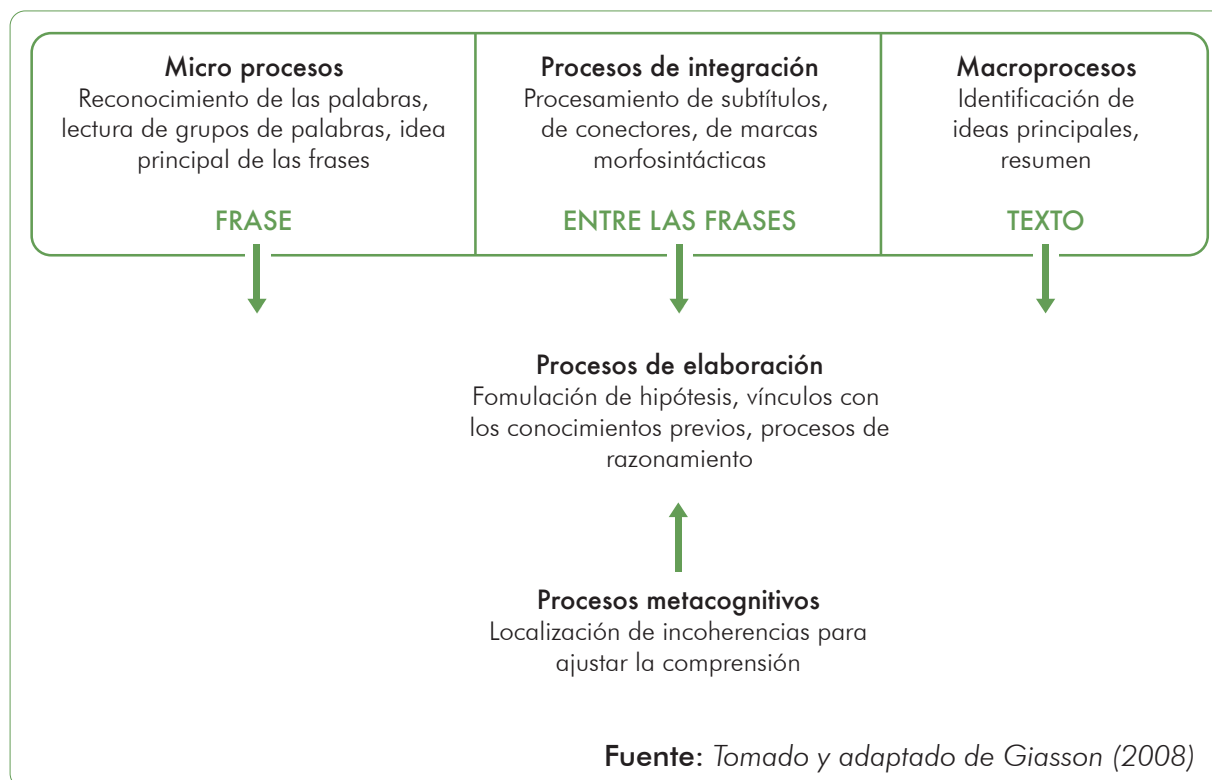 Micro procesos
Reconocimiento de las palabras,
lectura de grupos de palabras, idea
principal de las frases
FRASE
Procesos de integración
Procesamiento de subtítulos,
de conectores, de marcas
morfosintácticas
ENTRE LAS FRASES
Macroprocesos
Identificación de
ideas principales,
resumen
TEXTO
Procesos de elaboración
Fomulación de hipótesis, vínculos con
los conocimientos previos, procesos de
razonamiento
Procesos metacognitivos
Localización de incoherencias para
ajustar la comprensión
Fuente: Tomado y adaptado de Giasson (2008)